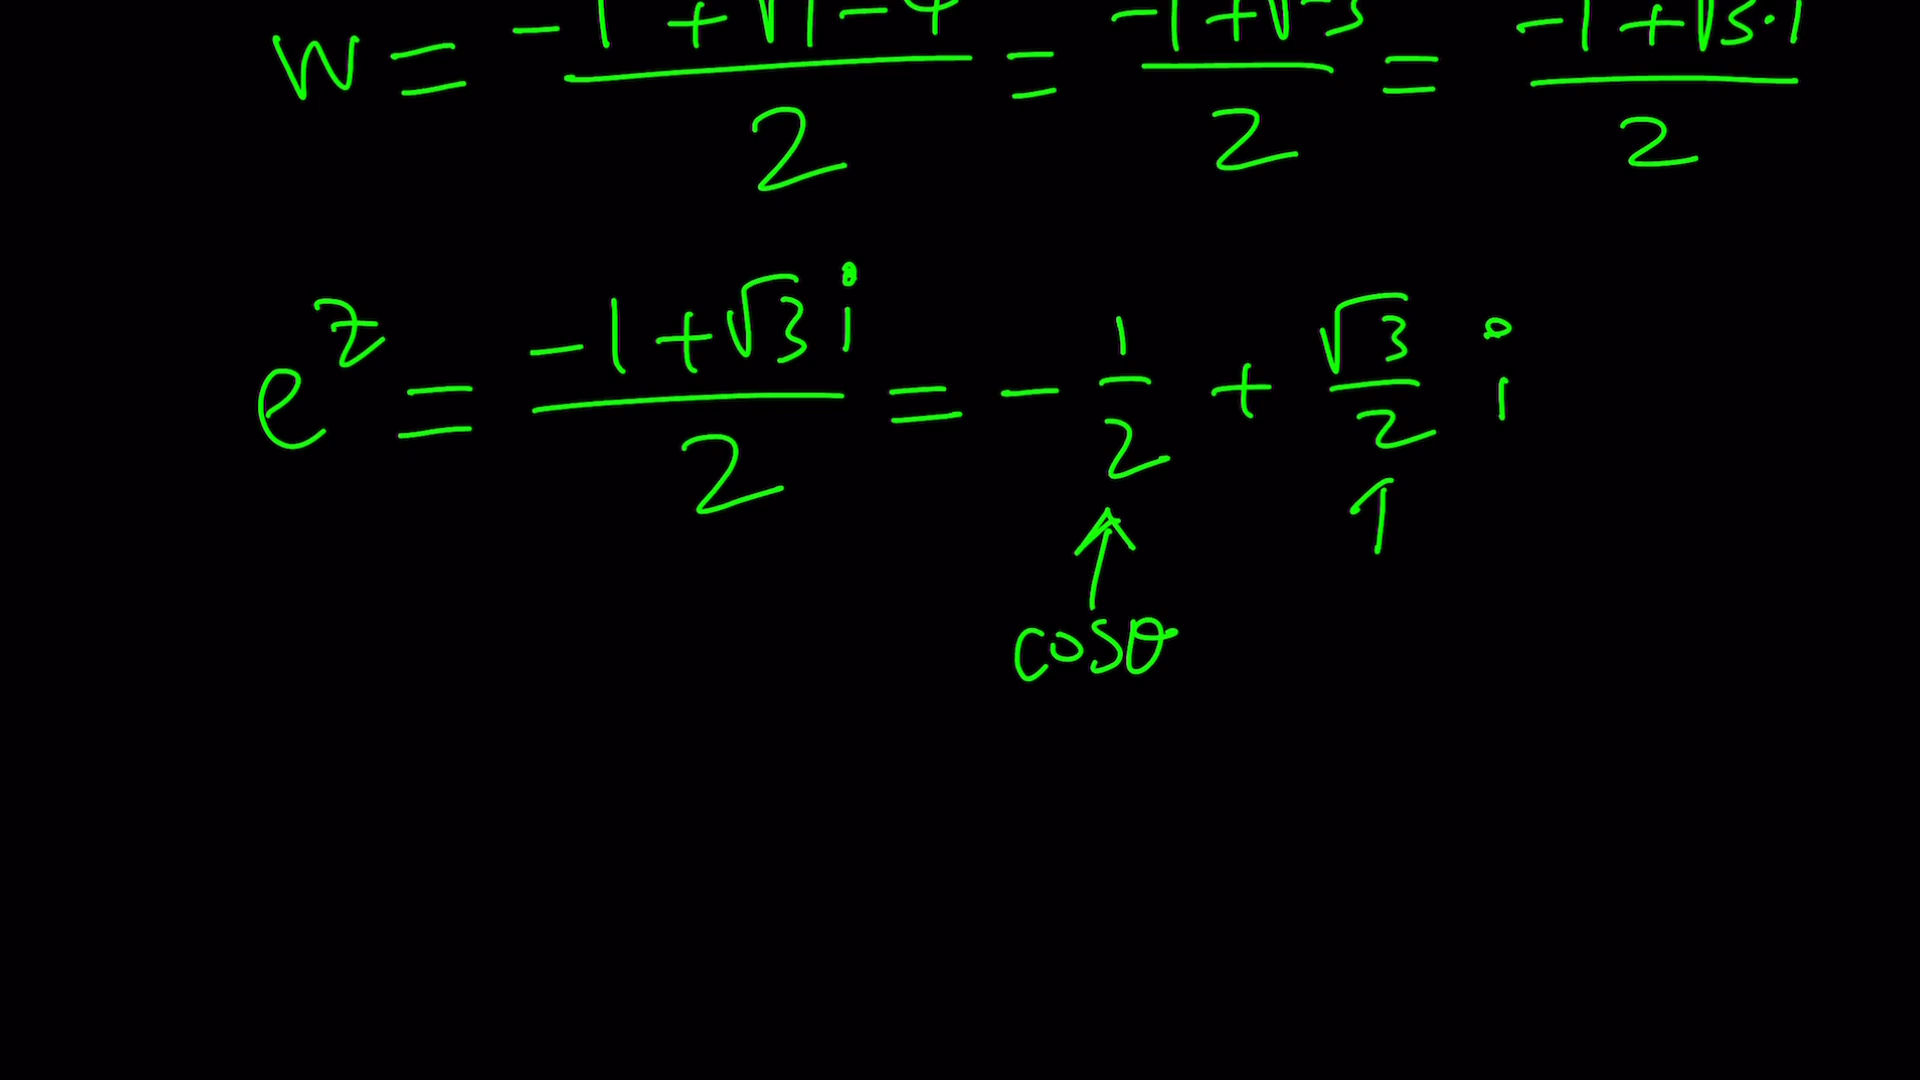 w = (-1 + √1-4)/2 = (-1 + √-3)/2 = (-1 + √3·i)/2
e^z = (-1 + √3 i)/2 = - 1/2 + √3/2 i
↑ ↑
cosθ